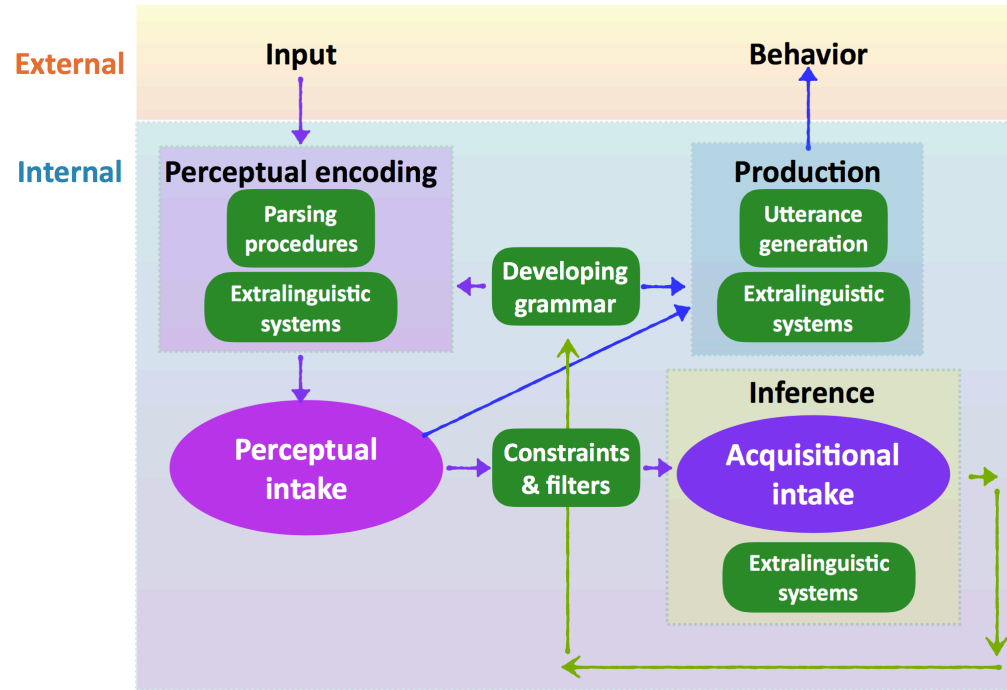 External
Input
Behavior
Internal
Perceptual encoding
Parsing
procedures
Extralinguistic
systems
Developing
grammar
Production
Utterance
generation
Extralinguistic
systems
Perceptual
intake
Constraints
& filters
Inference
Acquisitional
intake
Extralinguistic
systems